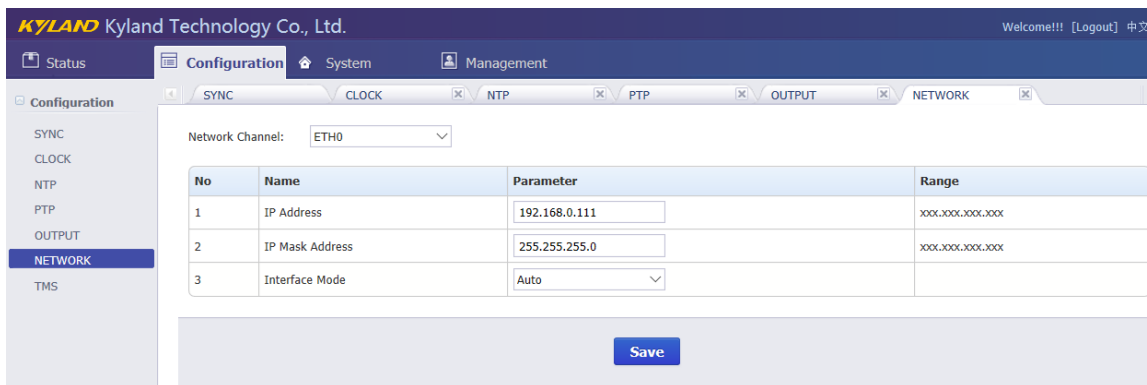 KYLAND Kyland Technology Co., Ltd.
Welcome!!! [Logout] 中文
Status Configuration System Management
Configuration
SYNC CLOCK NTP PTP OUTPUT NETWORK
SYNC
CLOCK
NTP
PTP
OUTPUT
NETWORK
TMS
Network Channel: ETH0
No Name Parameter Range
1 IP Address 192.168.0.111 xxx.xxx.xxx.xxx
2 IP Mask Address 255.255.255.0 xxx.xxx.xxx.xxx
3 Interface Mode Auto
Save